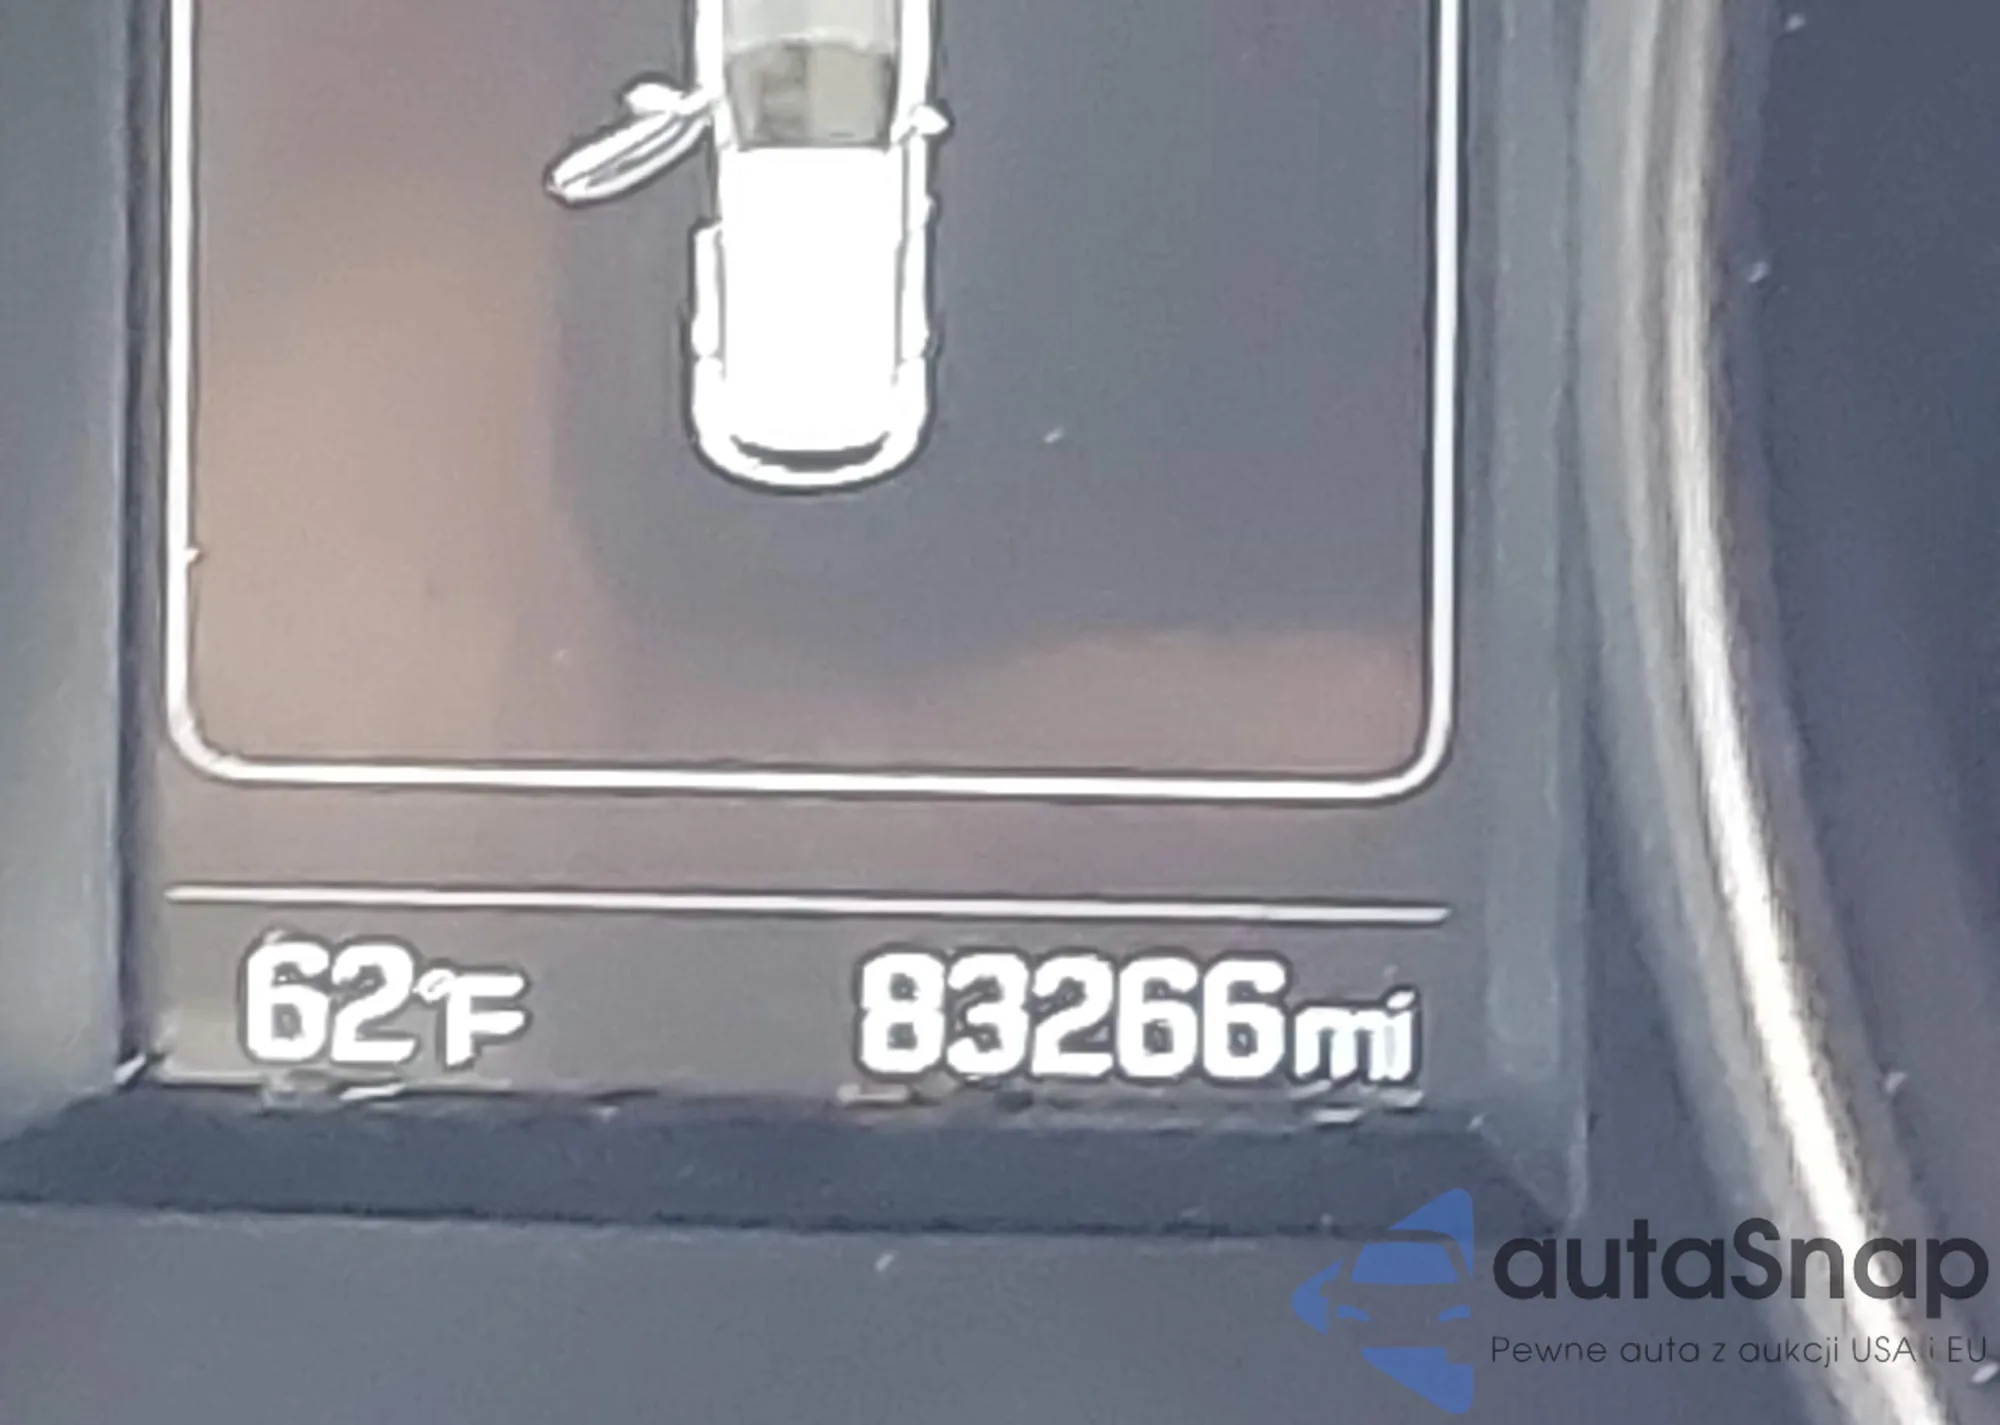 62°F 83266mi
autaSnap
Pewne auta z aukcji USA i EU